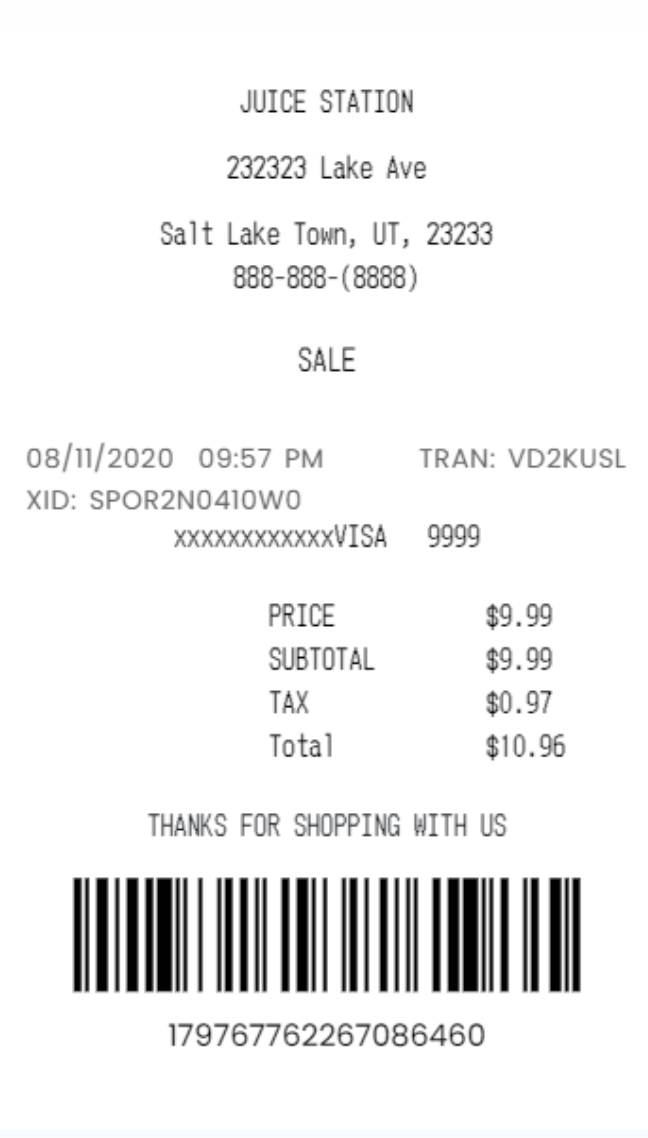 JUICE STATION
232323 Lake Ave
Salt Lake Town, UT, 23233
888-888-(8888)
SALE
08/11/2020 09:57 PM TRAN: VD2KUSL
XID: SPOR2N0410W0
xxxxxxxxxxxxVISA 9999
PRICE $9.99
SUBTOTAL $9.99
TAX $0.97
Total $10.96
THANKS FOR SHOPPING WITH US
179767762267086460